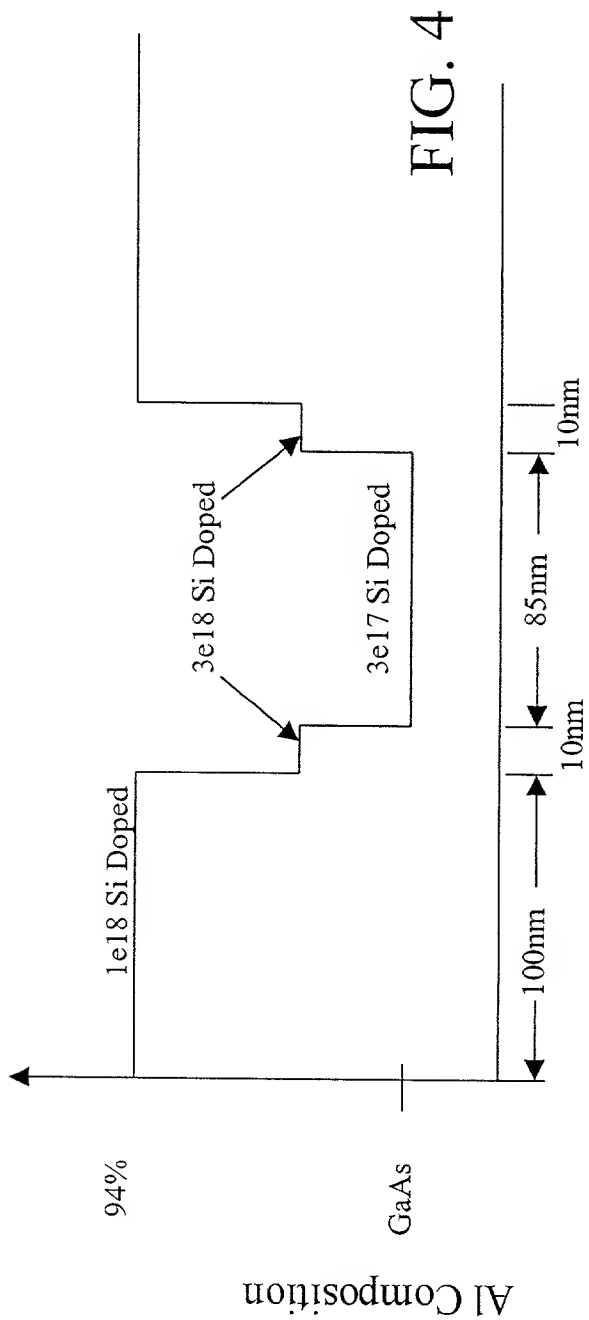 Al Composition
94%
GaAs
1e18 Si Doped
3e18 Si Doped
3e17 Si Doped
100nm
10nm
85nm
10nm
FIG. 4